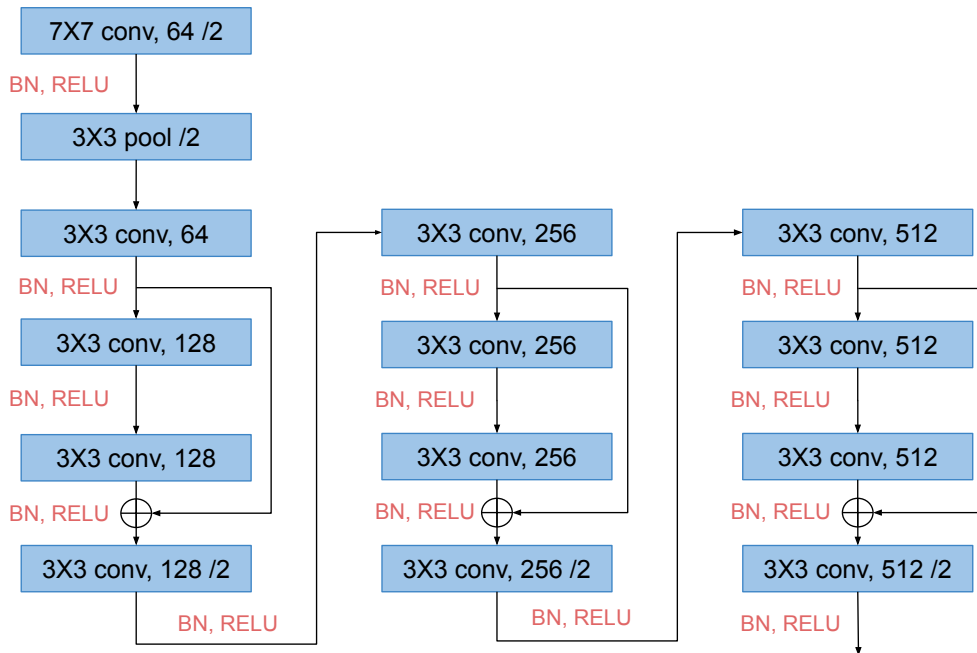 7X7 conv, 64 /2
BN, RELU
3X3 pool /2
3X3 conv, 64
BN, RELU
3X3 conv, 128
BN, RELU
3X3 conv, 128
BN, RELU
3X3 conv, 128 /2
BN, RELU
3X3 conv, 256
BN, RELU
3X3 conv, 256
BN, RELU
3X3 conv, 256
BN, RELU
3X3 conv, 256 /2
BN, RELU
3X3 conv, 512
BN, RELU
3X3 conv, 512
BN, RELU
3X3 conv, 512
BN, RELU
3X3 conv, 512 /2
BN, RELU